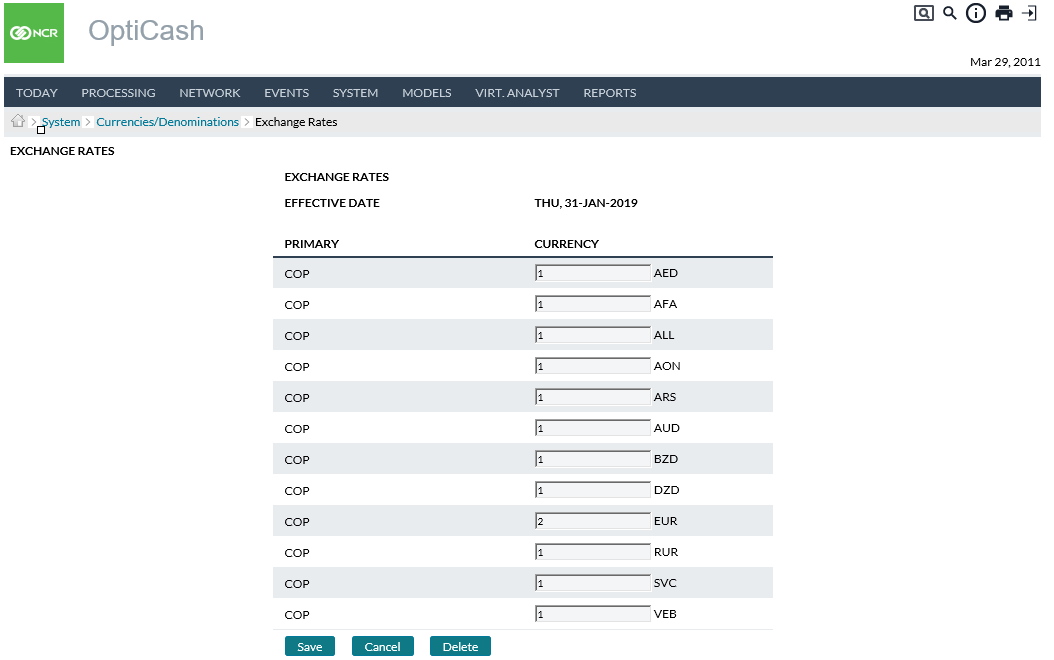 NCR
OptiCash
Mar 29, 2011
TODAY PROCESSING NETWORK EVENTS SYSTEM MODELS VIRT. ANALYST REPORTS
> System > Currencies/Denominations > Exchange Rates
EXCHANGE RATES
EXCHANGE RATES
EFFECTIVE DATE THU, 31-JAN-2019
PRIMARY CURRENCY
COP 1 AED
COP 1 AFA
COP 1 ALL
COP 1 AON
COP 1 ARS
COP 1 AUD
COP 1 BZD
COP 1 DZD
COP 2 EUR
COP 1 RUR
COP 1 SVC
COP 1 VEB
Save Cancel Delete